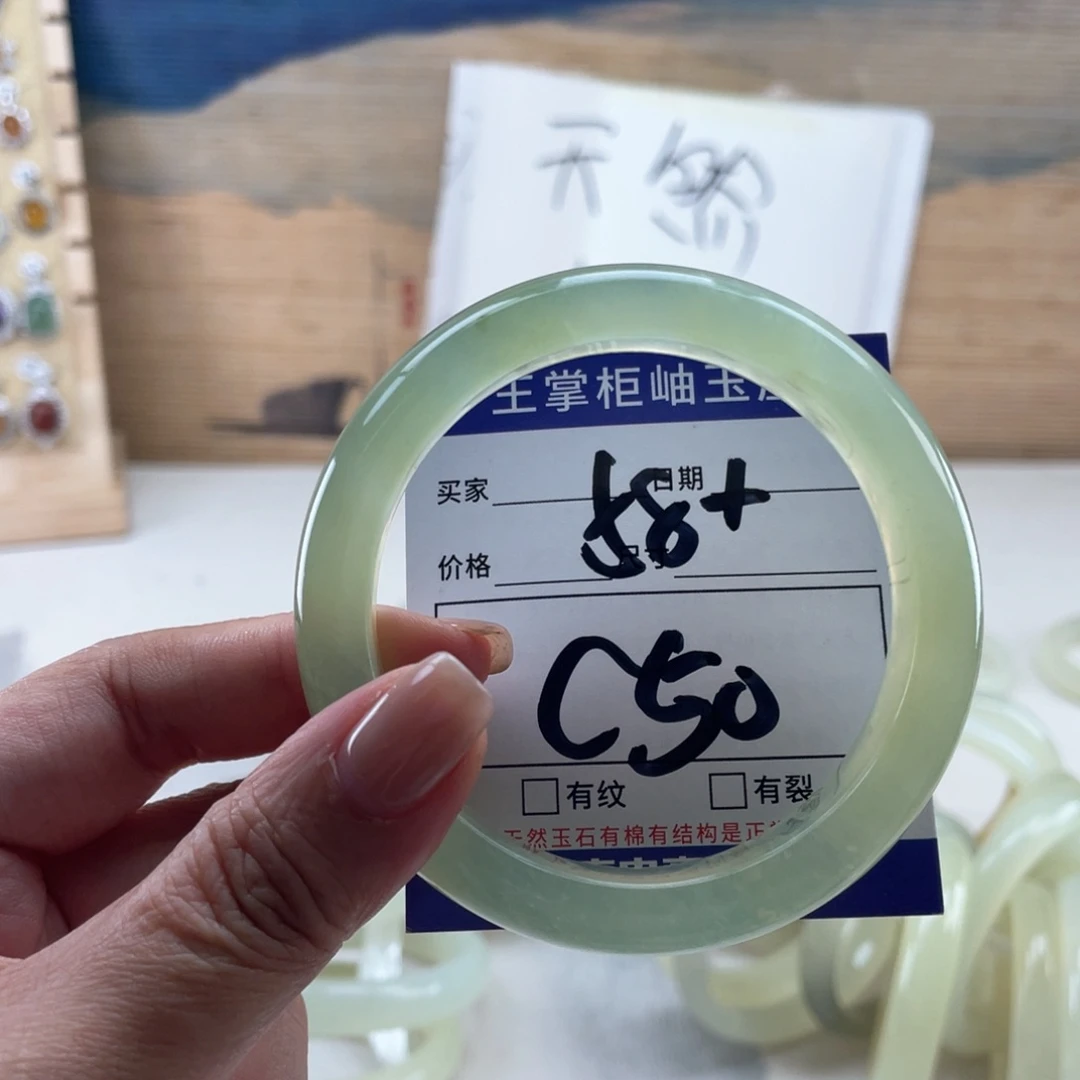 天然
王掌柜岫玉
买家 日期
58+
价格
C50
有纹 有裂
天然玉石有棉有结构是正